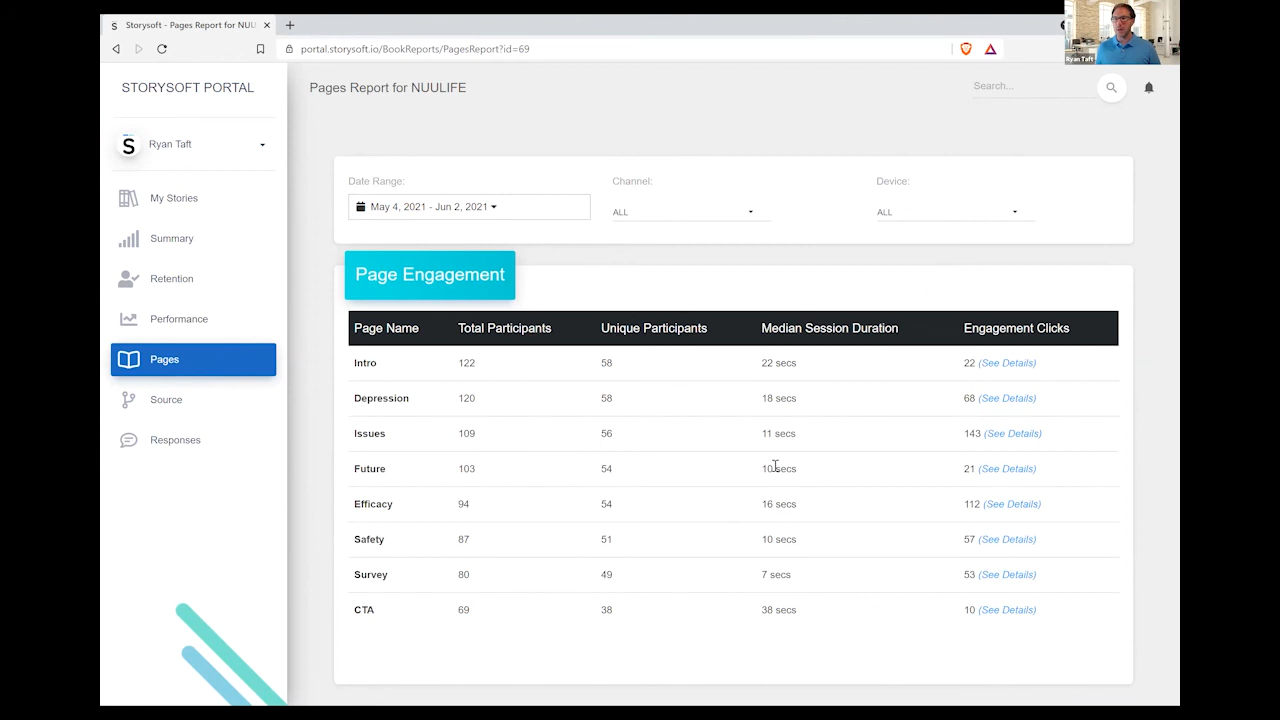 Storysoft - Pages Report for NUU
portal.storysoft.io/BookReports/PagesReport?id=69
Ryan Taft
STORYSOFT PORTAL
Pages Report for NUULIFE
Search...
S Ryan Taft
My Stories
Summary
Retention
Performance
Pages
Source
Responses
Date Range: Channel: Device:
May 4, 2021 - Jun 2, 2021 ALL ALL
Page Engagement
Page Name Total Participants Unique Participants Median Session Duration Engagement Clicks
Intro 122 58 22 secs 22 (See Details)
Depression 120 58 18 secs 68 (See Details)
Issues 109 56 11 secs 143 (See Details)
Future 103 54 10 secs 21 (See Details)
Efficacy 94 54 16 secs 112 (See Details)
Safety 87 51 10 secs 57 (See Details)
Survey 80 49 7 secs 53 (See Details)
CTA 69 38 38 secs 10 (See Details)